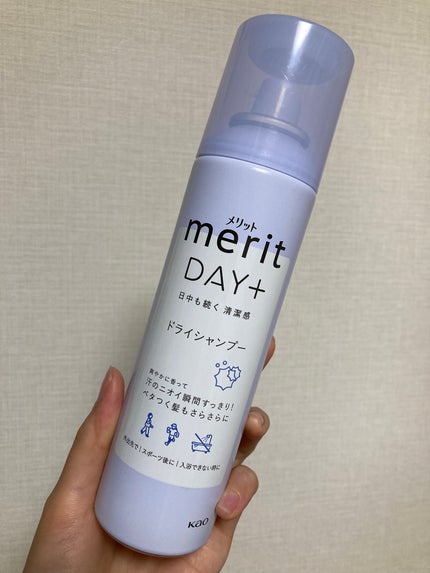 メリット
merit
DAY+
日中も続く 清潔感
ドライシャンプー
爽やかに香って
汗のニオイ瞬間すっきり!
ベタつく髪もさらさらに
外出先で | スポーツ後に | 入浴できない時に
Kao